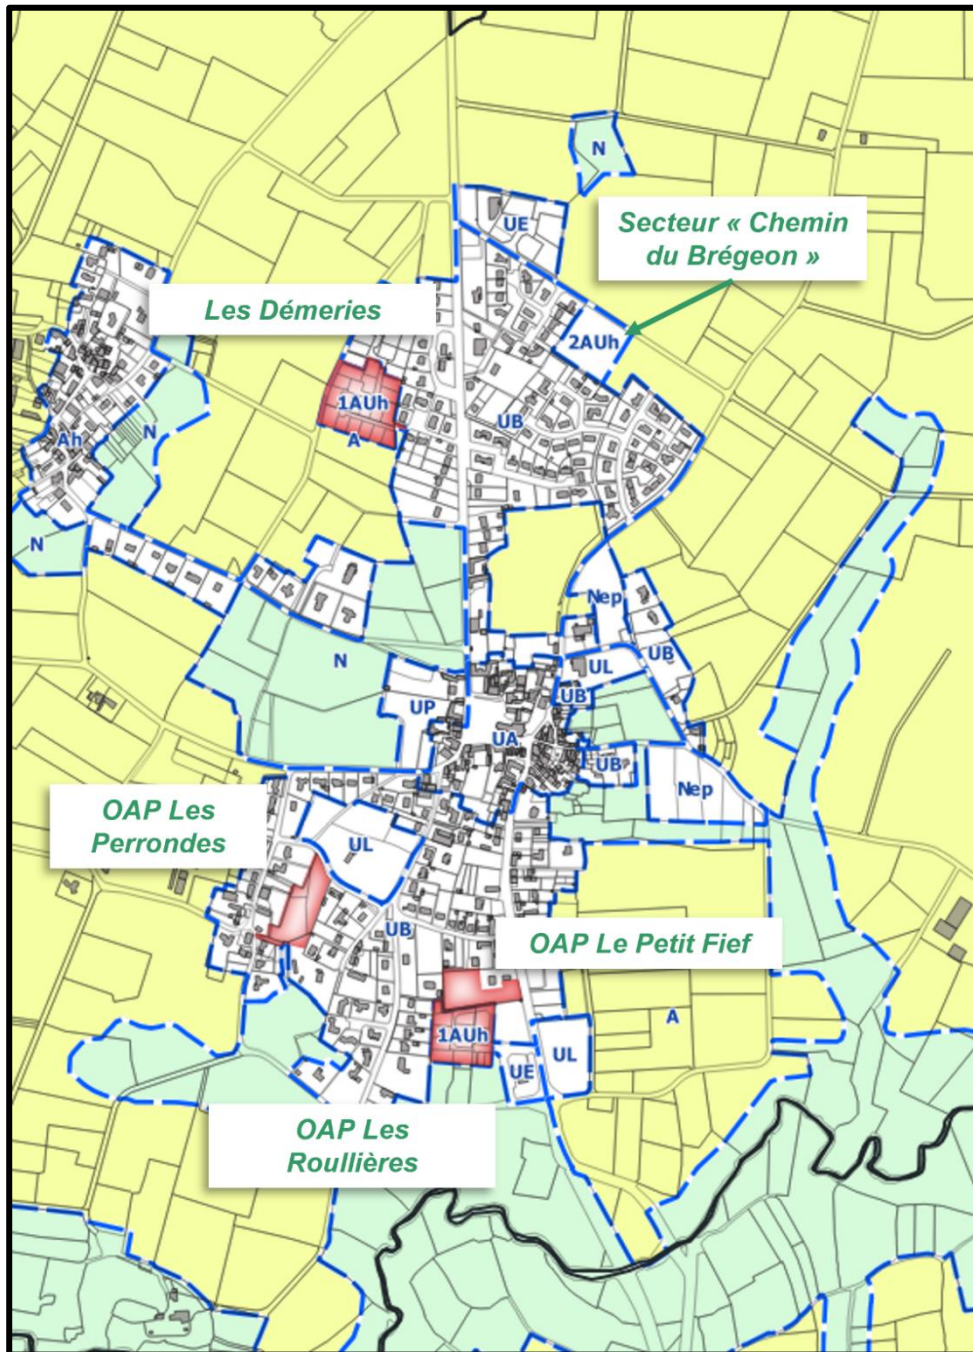 N
UE
Secteur « Chemin
du Brégeon »
Les Démeries
2AUh
1AUh
UB
A
Ah
N
N
Nep
N
UB
UL
UB
UP
UA
UB
Nep
OAP Les
Perrondes
UL
UB
OAP Le Petit Fief
A
1AUh
UL
UE
OAP Les
Roullières